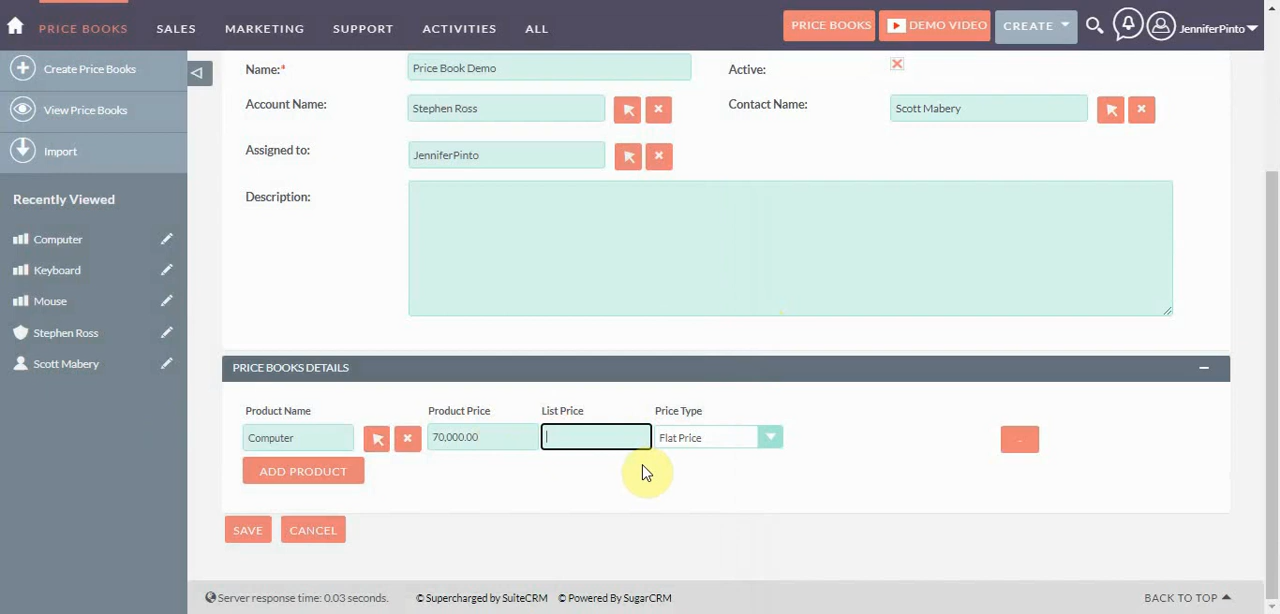 PRICE BOOKS SALES MARKETING SUPPORT ACTIVITIES ALL PRICE BOOKS DEMO VIDEO CREATE JenniferPinto
Create Price Books
View Price Books
Import
Recently Viewed
Computer
Keyboard
Mouse
Stephen Ross
Scott Mabery
Name:* Price Book Demo Active:
Account Name: Stephen Ross Contact Name: Scott Mabery
Assigned to: JenniferPinto
Description:
PRICE BOOKS DETAILS
Product Name Product Price List Price Price Type
Computer 70,000.00 Flat Price -
ADD PRODUCT
SAVE CANCEL
Server response time: 0.03 seconds. © Supercharged by SuiteCRM © Powered By SugarCRM BACK TO TOP